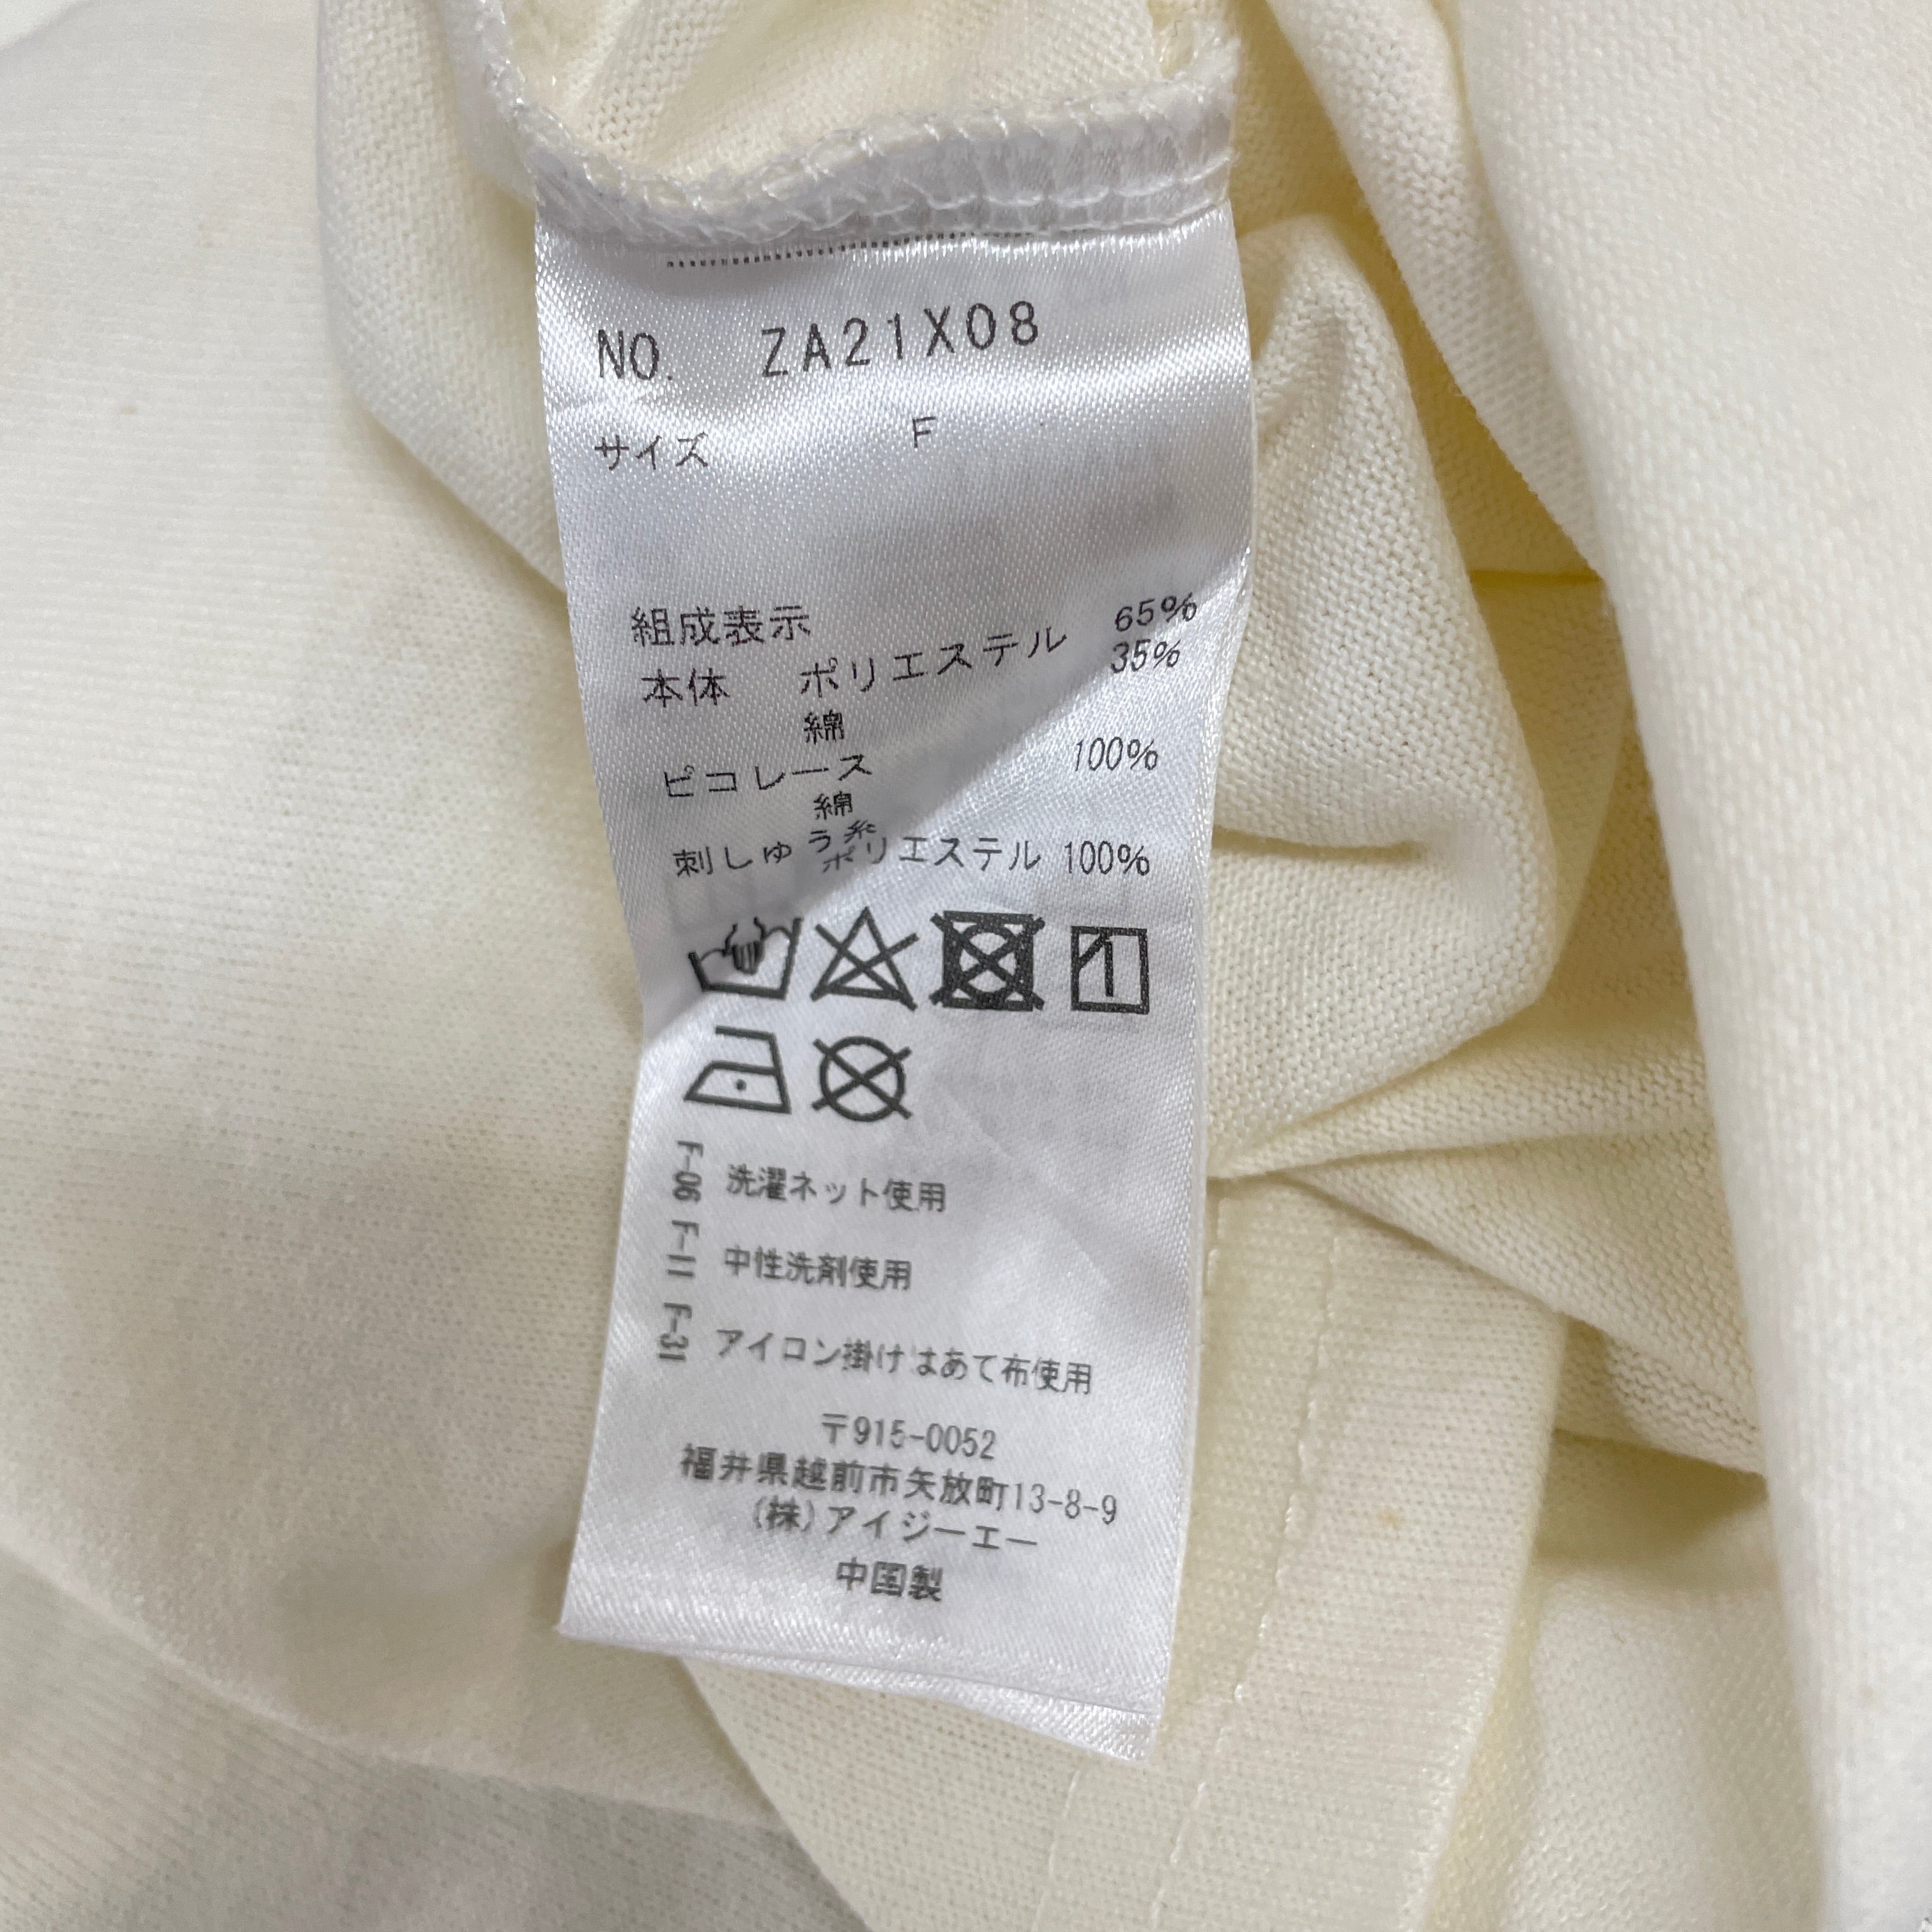 NO. ZA21X08
サイズ F
組成表示
本体 ポリエステル 65%
綿 35%
ピコレース
綿 100%
刺しゅう糸
ポリエステル 100%
F-06 洗濯ネット使用
F-11 中性洗剤使用
F-31 アイロン掛けはあて布使用
〒915-0052
福井県越前市矢放町13-8-9
(株)アイジーエー
中国製